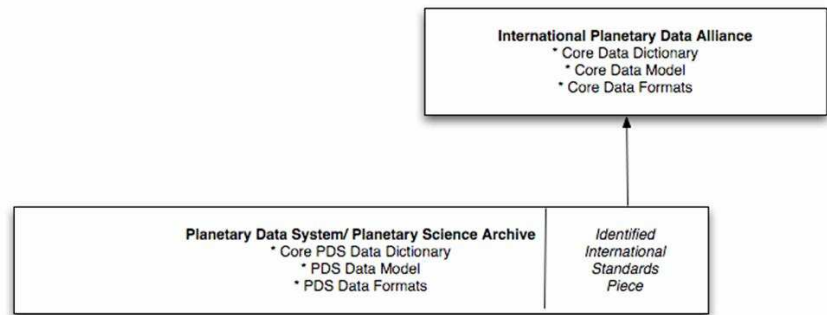 International Planetary Data Alliance
* Core Data Dictionary
* Core Data Model
* Core Data Formats
Planetary Data System/ Planetary Science Archive
* Core PDS Data Dictionary
* PDS Data Model
* PDS Data Formats
Identified
International
Standards
Piece